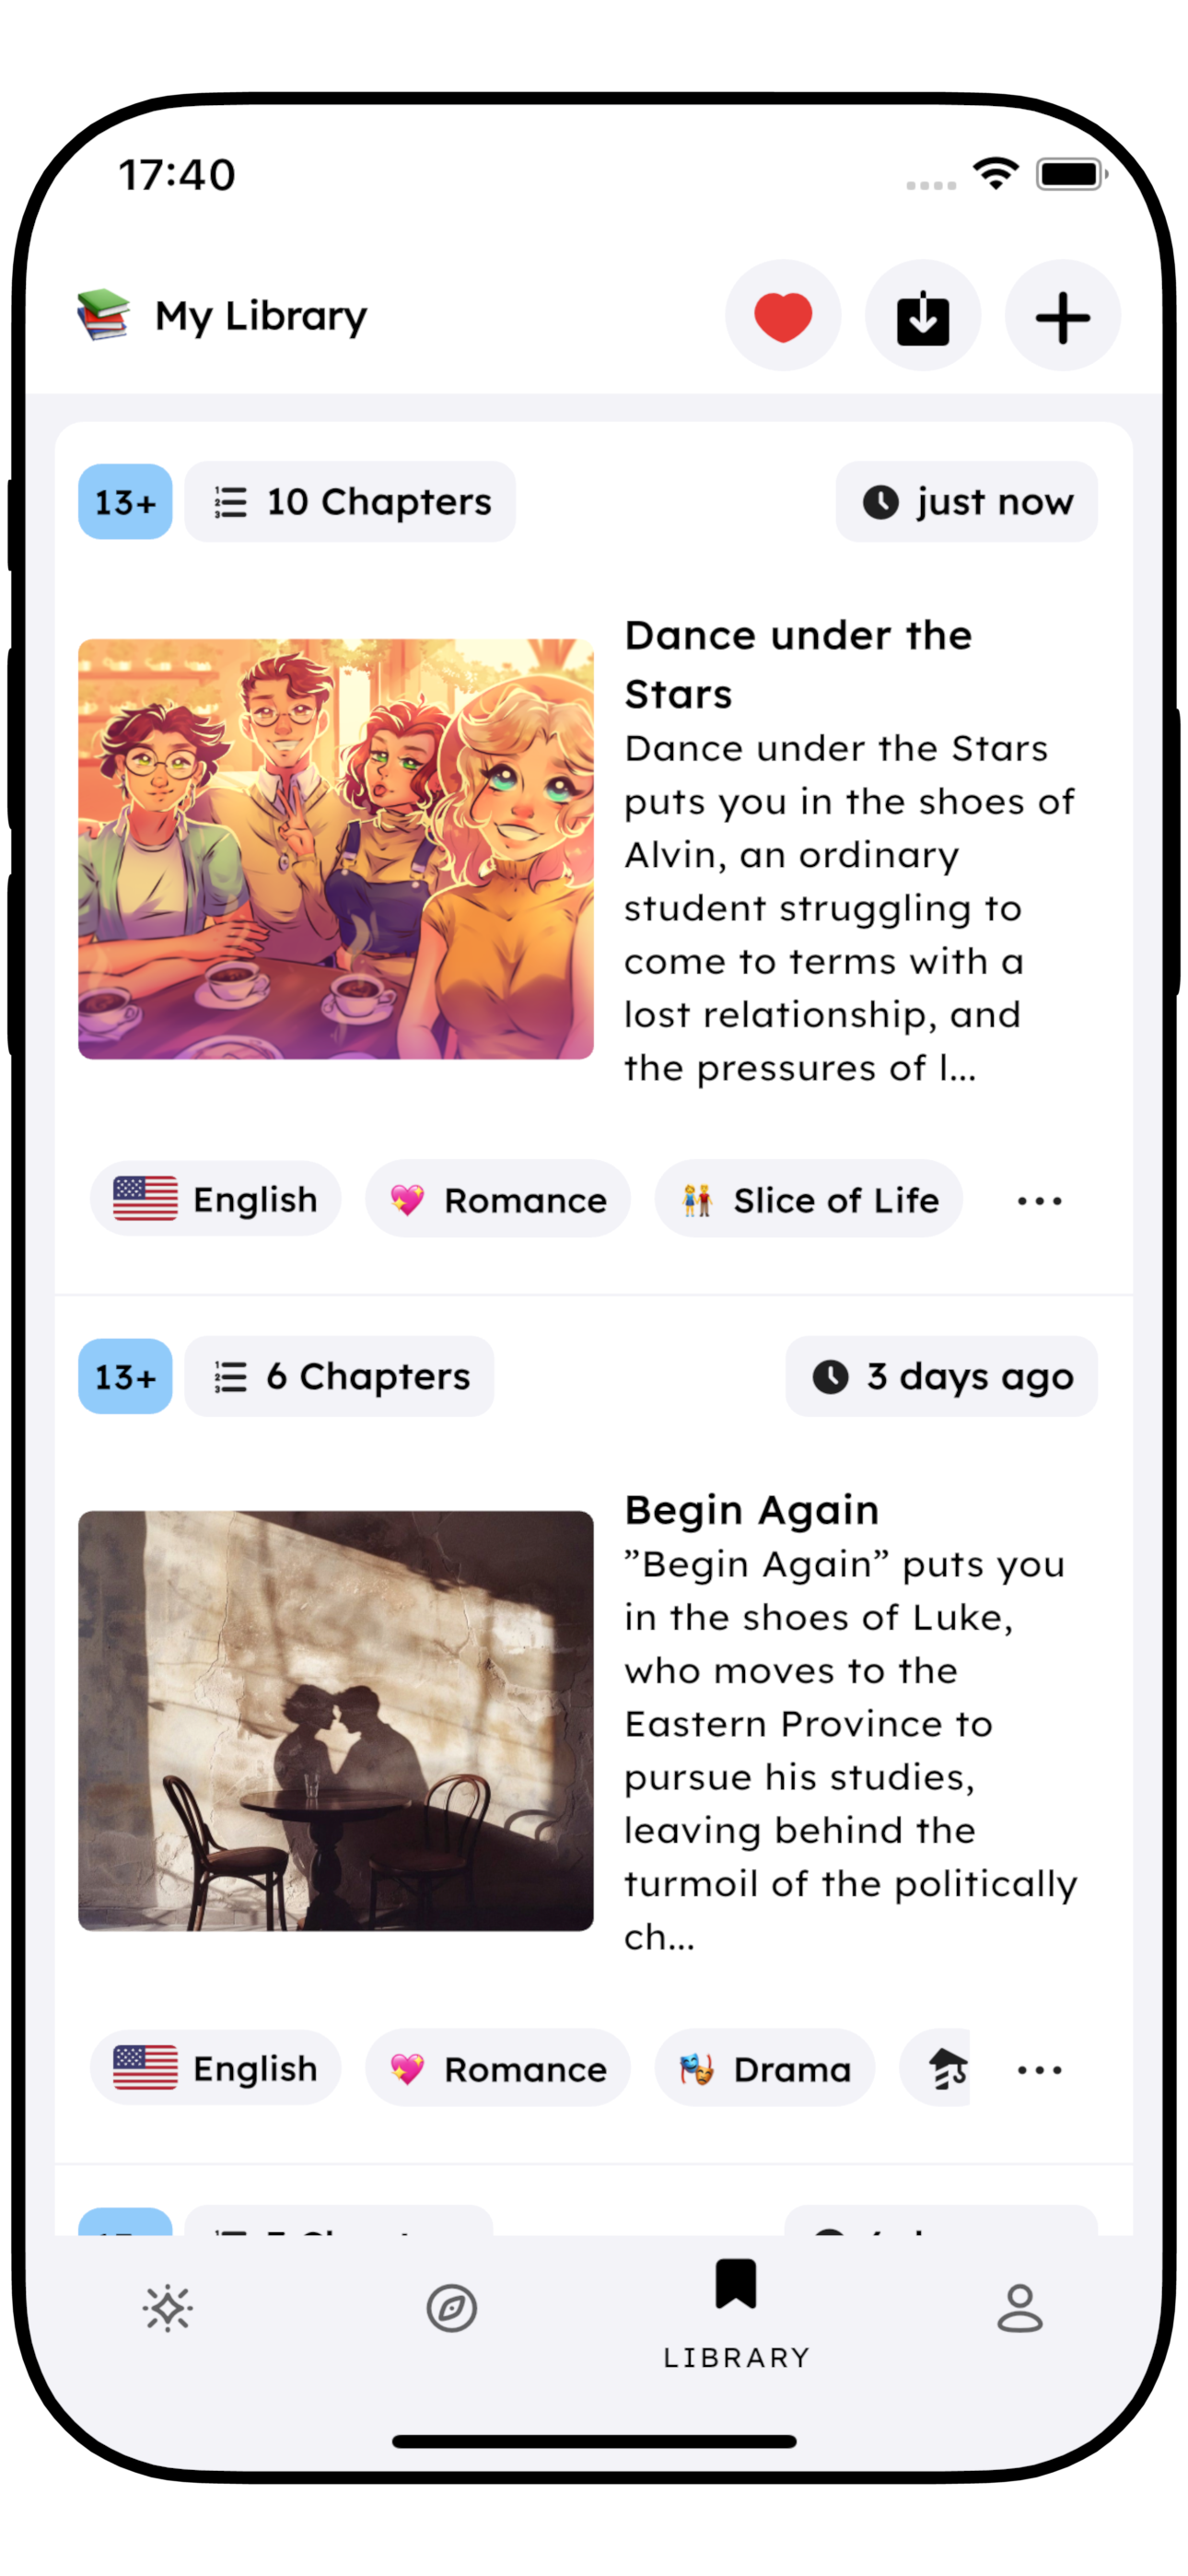 17:40
My Library
13+
10 Chapters
just now
Dance under the
Stars
Dance under the Stars
puts you in the shoes of
Alvin, an ordinary
student struggling to
come to terms with a
lost relationship, and
the pressures of l...
English
Romance
Slice of Life
...
13+
6 Chapters
3 days ago
Begin Again
”Begin Again” puts you
in the shoes of Luke,
who moves to the
Eastern Province to
pursue his studies,
leaving behind the
turmoil of the politically
ch...
English
Romance
Drama
...
LIBRARY